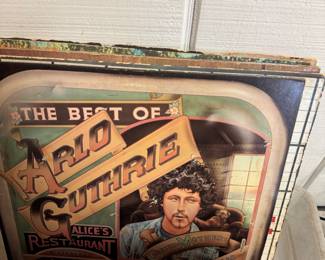 THE BEST OF
ARLO
GUTHRIE
ALICE'S
RESTAURANT